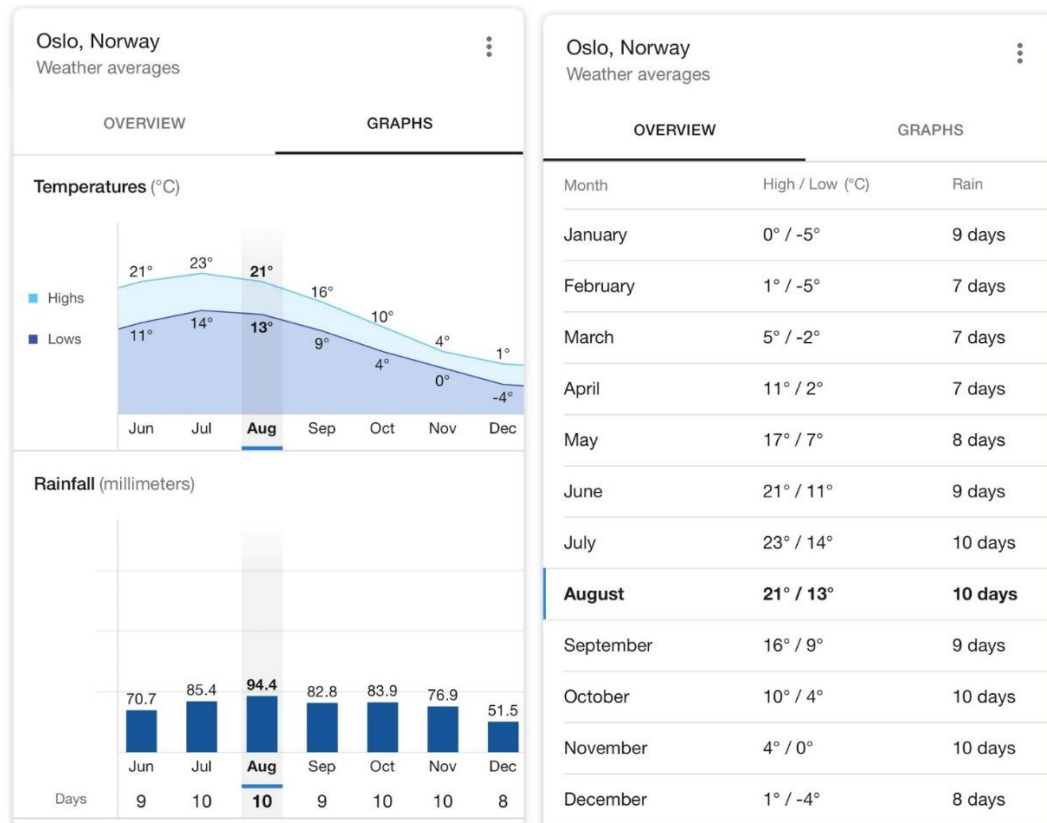 Oslo, Norway
Weather averages
OVERVIEW GRAPHS
Temperatures (°C)
21° 23° 21° 16° 10° 4° 1°
Highs
Lows
11° 14° 13° 9° 4° 0° -4°
Jun Jul Aug Sep Oct Nov Dec
Rainfall (millimeters)
70.7 85.4 94.4 82.8 83.9 76.9 51.5
Jun Jul Aug Sep Oct Nov Dec
Days 9 10 10 9 10 10 8
Oslo, Norway
Weather averages
OVERVIEW GRAPHS
Month High / Low (°C) Rain
January 0° / -5° 9 days
February 1° / -5° 7 days
March 5° / -2° 7 days
April 11° / 2° 7 days
May 17° / 7° 8 days
June 21° / 11° 9 days
July 23° / 14° 10 days
August 21° / 13° 10 days
September 16° / 9° 9 days
October 10° / 4° 10 days
November 4° / 0° 10 days
December 1° / -4° 8 days